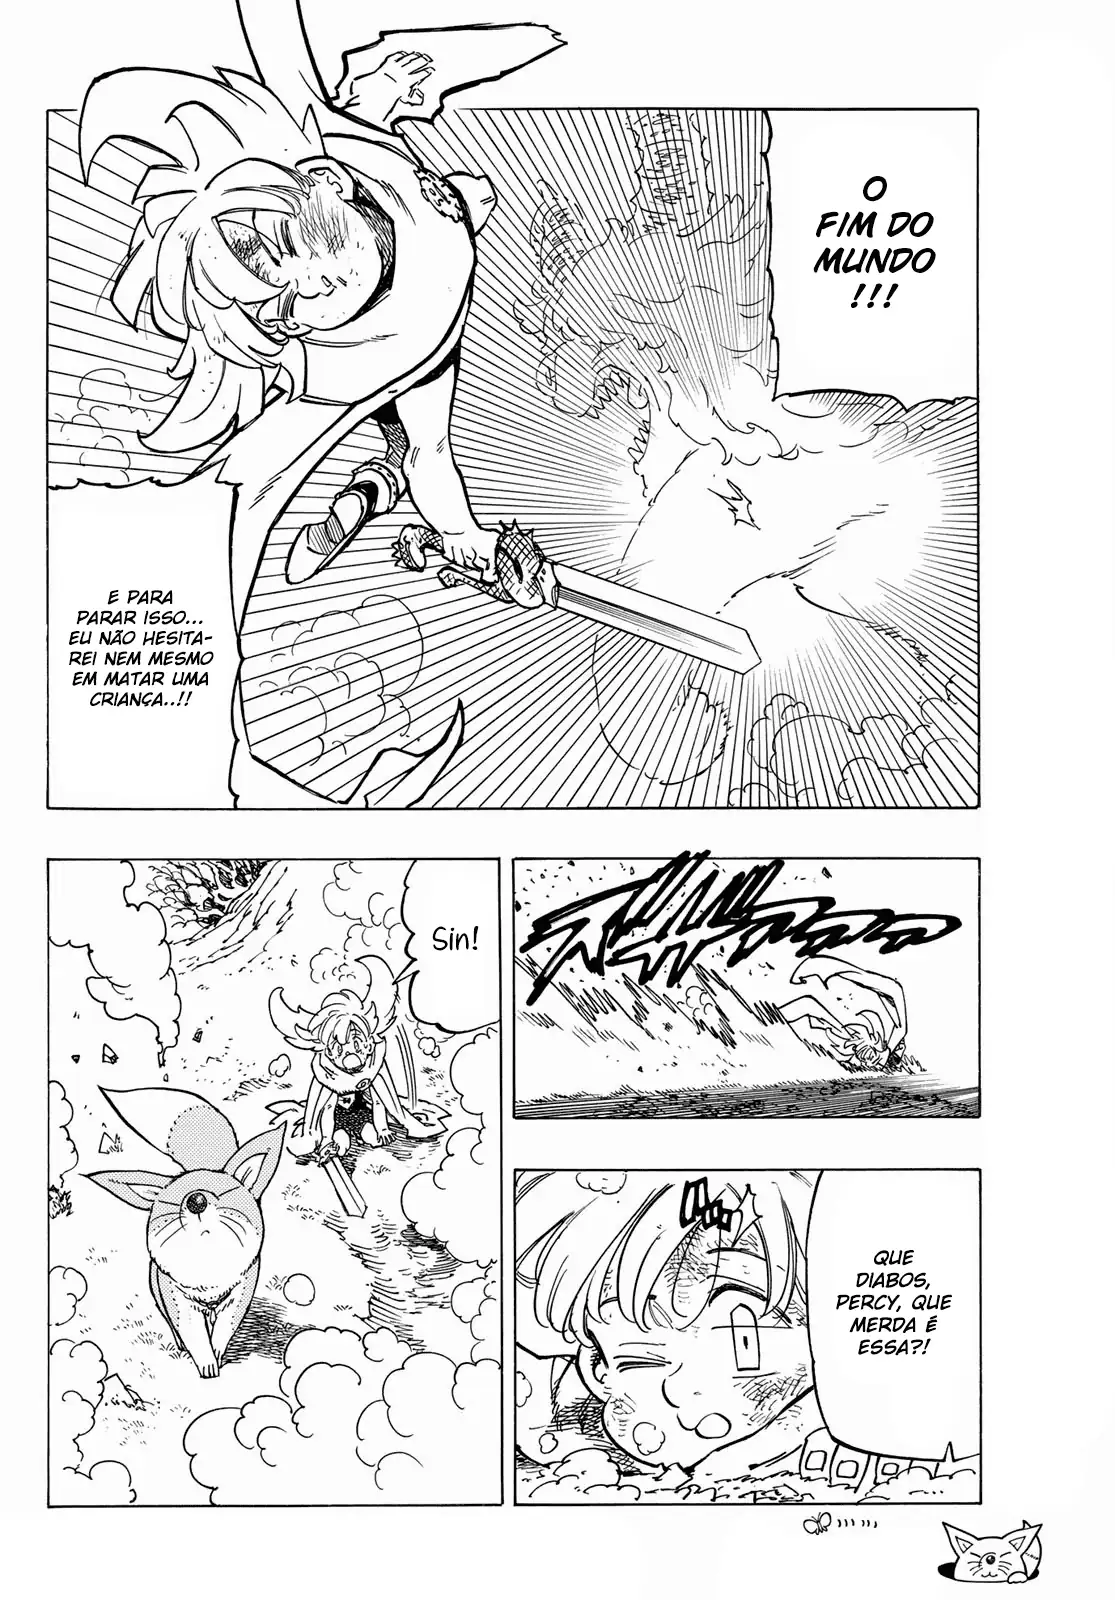 O
FIM DO
MUNDO
!!!
E PARA
PARAR ISSO...
EU NÃO HESITA-
REI NEM MESMO
EM MATAR UMA
CRIANÇA..!!
QUE
DIABOS,
PERCY, QUE
MERDA É
ESSA?!
Sin!